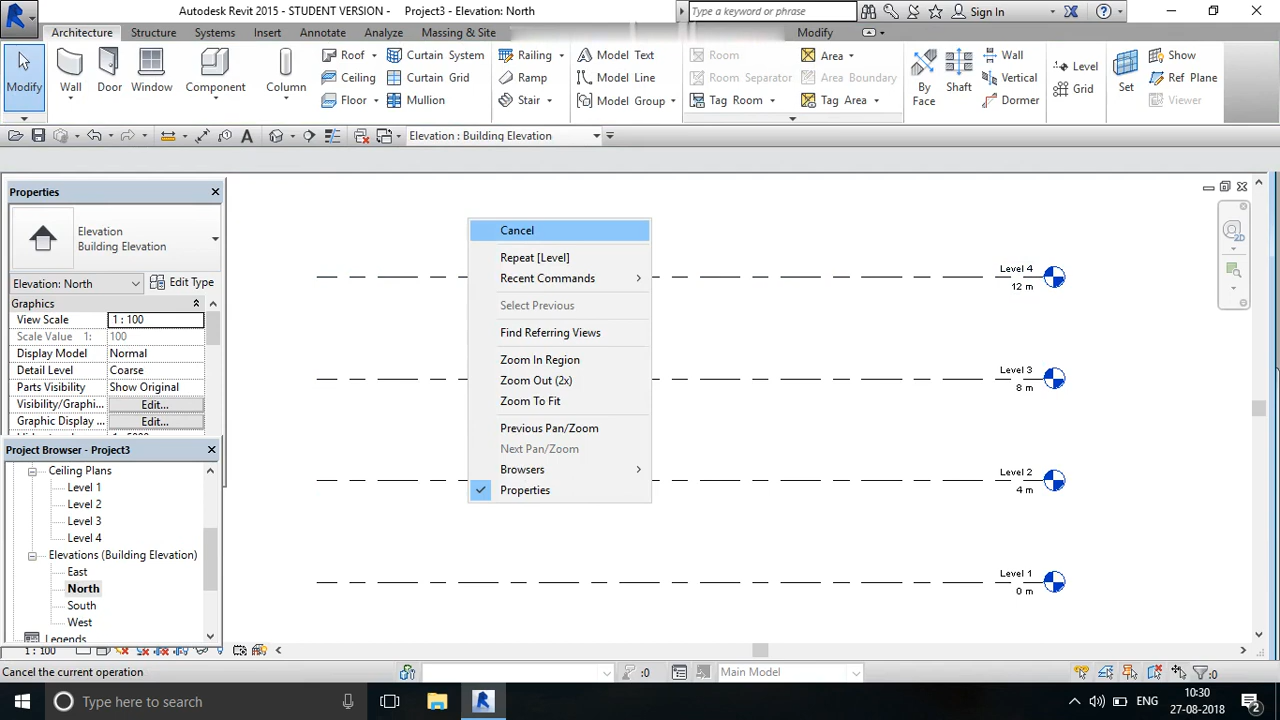 Autodesk Revit 2015 - STUDENT VERSION - Project3 - Elevation: North
Type a keyword or phrase
Sign In
Architecture Structure Systems Insert Annotate Analyze Massing & Site Modify
Modify
Wall
Door
Window
Component
Column
Roof
Ceiling
Floor
Curtain System
Curtain Grid
Mullion
Railing
Ramp
Stair
Model Text
Model Line
Model Group
Room
Room Separator
Tag Room
Area
Area Boundary
Tag Area
By Face
Shaft
Wall
Vertical
Dormer
Level
Grid
Set
Show
Ref Plane
Viewer
Elevation : Building Elevation
Properties
Elevation
Building Elevation
Elevation: North
Edit Type
Graphics
View Scale 1 : 100
Scale Value 1: 100
Display Model Normal
Detail Level Coarse
Parts Visibility Show Original
Visibility/Graphi... Edit...
Graphic Display ... Edit...
Project Browser - Project3
Ceiling Plans
Level 1
Level 2
Level 3
Level 4
Elevations (Building Elevation)
East
North
South
West
Legends
Cancel
Repeat [Level]
Recent Commands
Select Previous
Find Referring Views
Zoom In Region
Zoom Out (2x)
Zoom To Fit
Previous Pan/Zoom
Next Pan/Zoom
Browsers
Properties
Level 4
12 m
Level 3
8 m
Level 2
4 m
Level 1
0 m
2D
1 : 100
Cancel the current operation
:0
Main Model
:0
Type here to search
ENG
10:30
27-08-2018
2